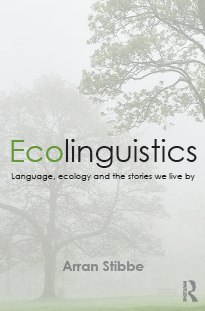 Ecolinguistics
Language, ecology and the stories we live by
Arran Stibbe
R